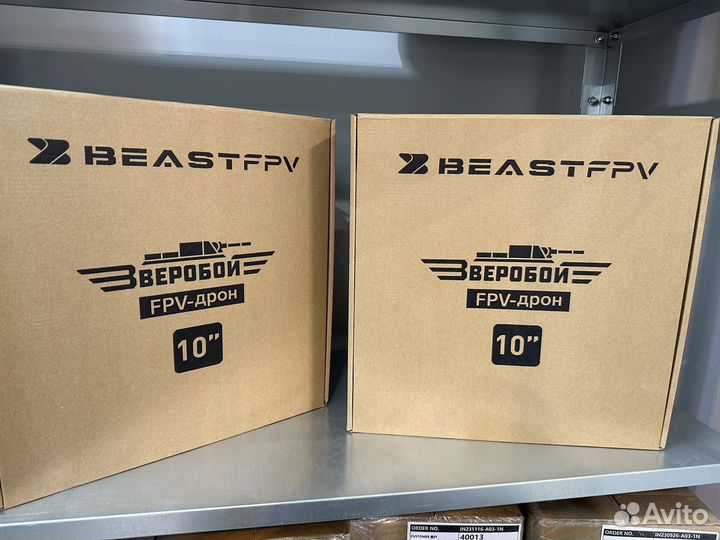 BEASTFPV
ЗВЕРОБОЙ
FPV-дрон
10”
BEASTFPV
ЗВЕРОБОЙ
FPV-дрон
10”
ORDER NO. IN231116-A03-1N
40013
ORDER NO. IN230926-A03-1N
Avito